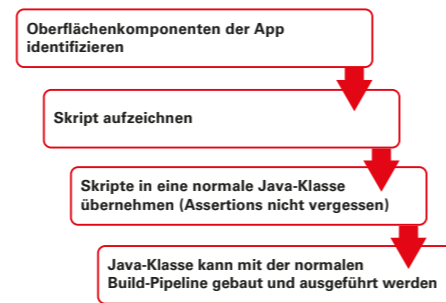 Oberflächenkomponenten der App
identifizieren
Skript aufzeichnen
Skripte in eine normale Java-Klasse
übernehmen (Assertions nicht vergessen)
Java-Klasse kann mit der normalen
Build-Pipeline gebaut und ausgeführt werden